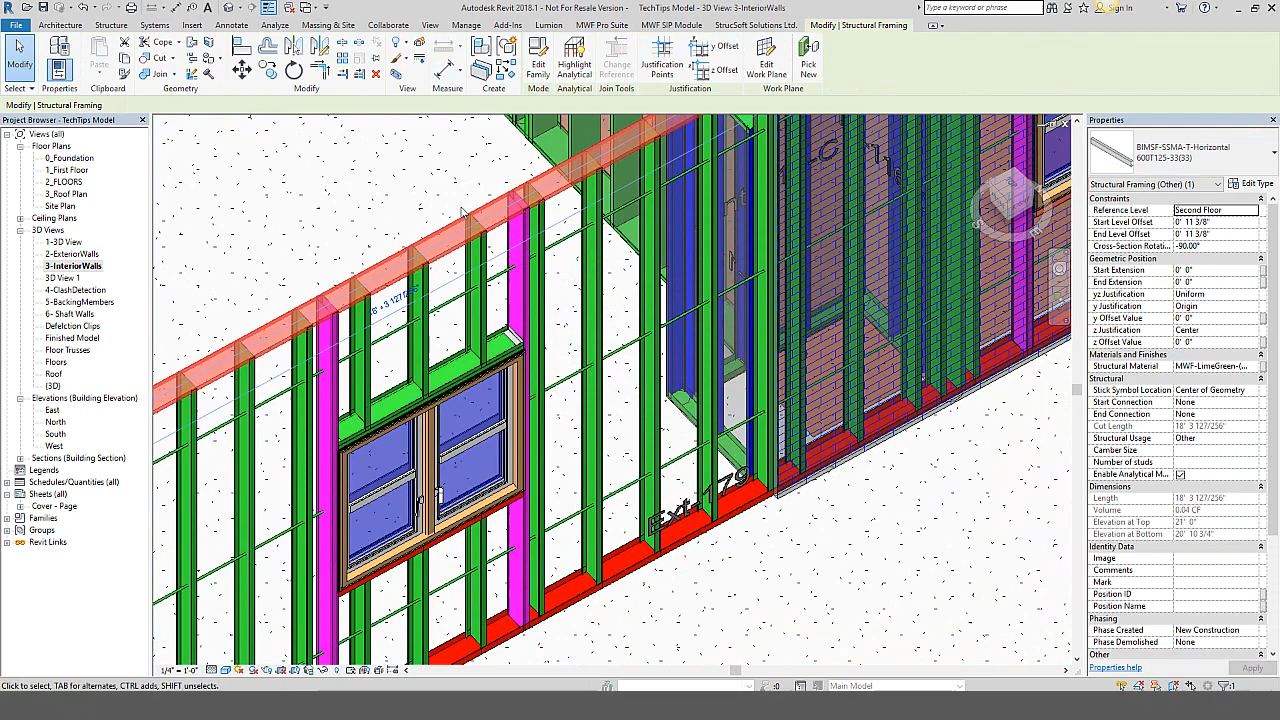 Autodesk Revit 2018.1 - Not For Resale Version - TechTips Model - 3D View: 3-InteriorWalls
Type a keyword or phrase
Sign In
File Architecture Structure Systems Insert Annotate Analyze Massing & Site Collaborate View Manage Add-Ins Lumion MWF Pro Suite MWF SIP Module - StrucSoft Solutions Ltd. Modify | Structural Framing
Cope
Cut
Join
y Offset
z Offset
Modify Paste Edit Family Highlight Analytical Change Reference Justification Points Edit Work Plane Pick New
Select Properties Clipboard Geometry Modify View Measure Create Mode Analytical Join Tools Justification Work Plane
Modify | Structural Framing
Project Browser - TechTips Model
Views (all)
Floor Plans
0_Foundation
1_First Floor
2_FLOORS
3_Roof Plan
Site Plan
Ceiling Plans
3D Views
1-3D View
2-ExteriorWalls
3-InteriorWalls
3D View 1
4-ClashDetection
5-BackingMembers
6- Shaft Walls
Defection Clips
Finished Model
Floor Trusses
Floors
Roof
{3D}
Elevations (Building Elevation)
East
North
South
West
Sections (Building Section)
Legends
Schedules/Quantities (all)
Sheets (all)
Cover - Page
Families
Groups
Revit Links
Ext-179
Properties
BIMSF-SSMA-T-Horizontal
600T125-33(33)
Structural Framing (Other) (1) Edit Type
Constraints
Reference Level Second Floor
Start Level Offset 0' 11 3/8"
End Level Offset 0' 11 3/8"
Cross-Section Rotati... -90.00°
Geometric Position
Start Extension 0' 0"
End Extension 0' 0"
yz Justification Uniform
y Justification Origin
y Offset Value 0' 0"
z Justification Center
z Offset Value 0' 0"
Materials and Finishes
Structural Material MWF-LimeGreen-(...
Structural
Stick Symbol Location Center of Geometry
Start Connection None
End Connection None
Cut Length 18' 3 127/256"
Structural Usage Other
Camber Size
Number of studs
Enable Analytical M...
Dimensions
Length 18' 3 127/256"
Volume 0.04 CF
Elevation at Top 21' 0"
Elevation at Bottom 20' 10 3/4"
Identity Data
Image
Comments
Mark
Position ID
Position Name
Phasing
Phase Created New Construction
Phase Demolished None
Other
Properties help Apply
1/4" = 1'-0"
Click to select, TAB for alternates, CTRL adds, SHIFT unselects.
:0 Main Model :1